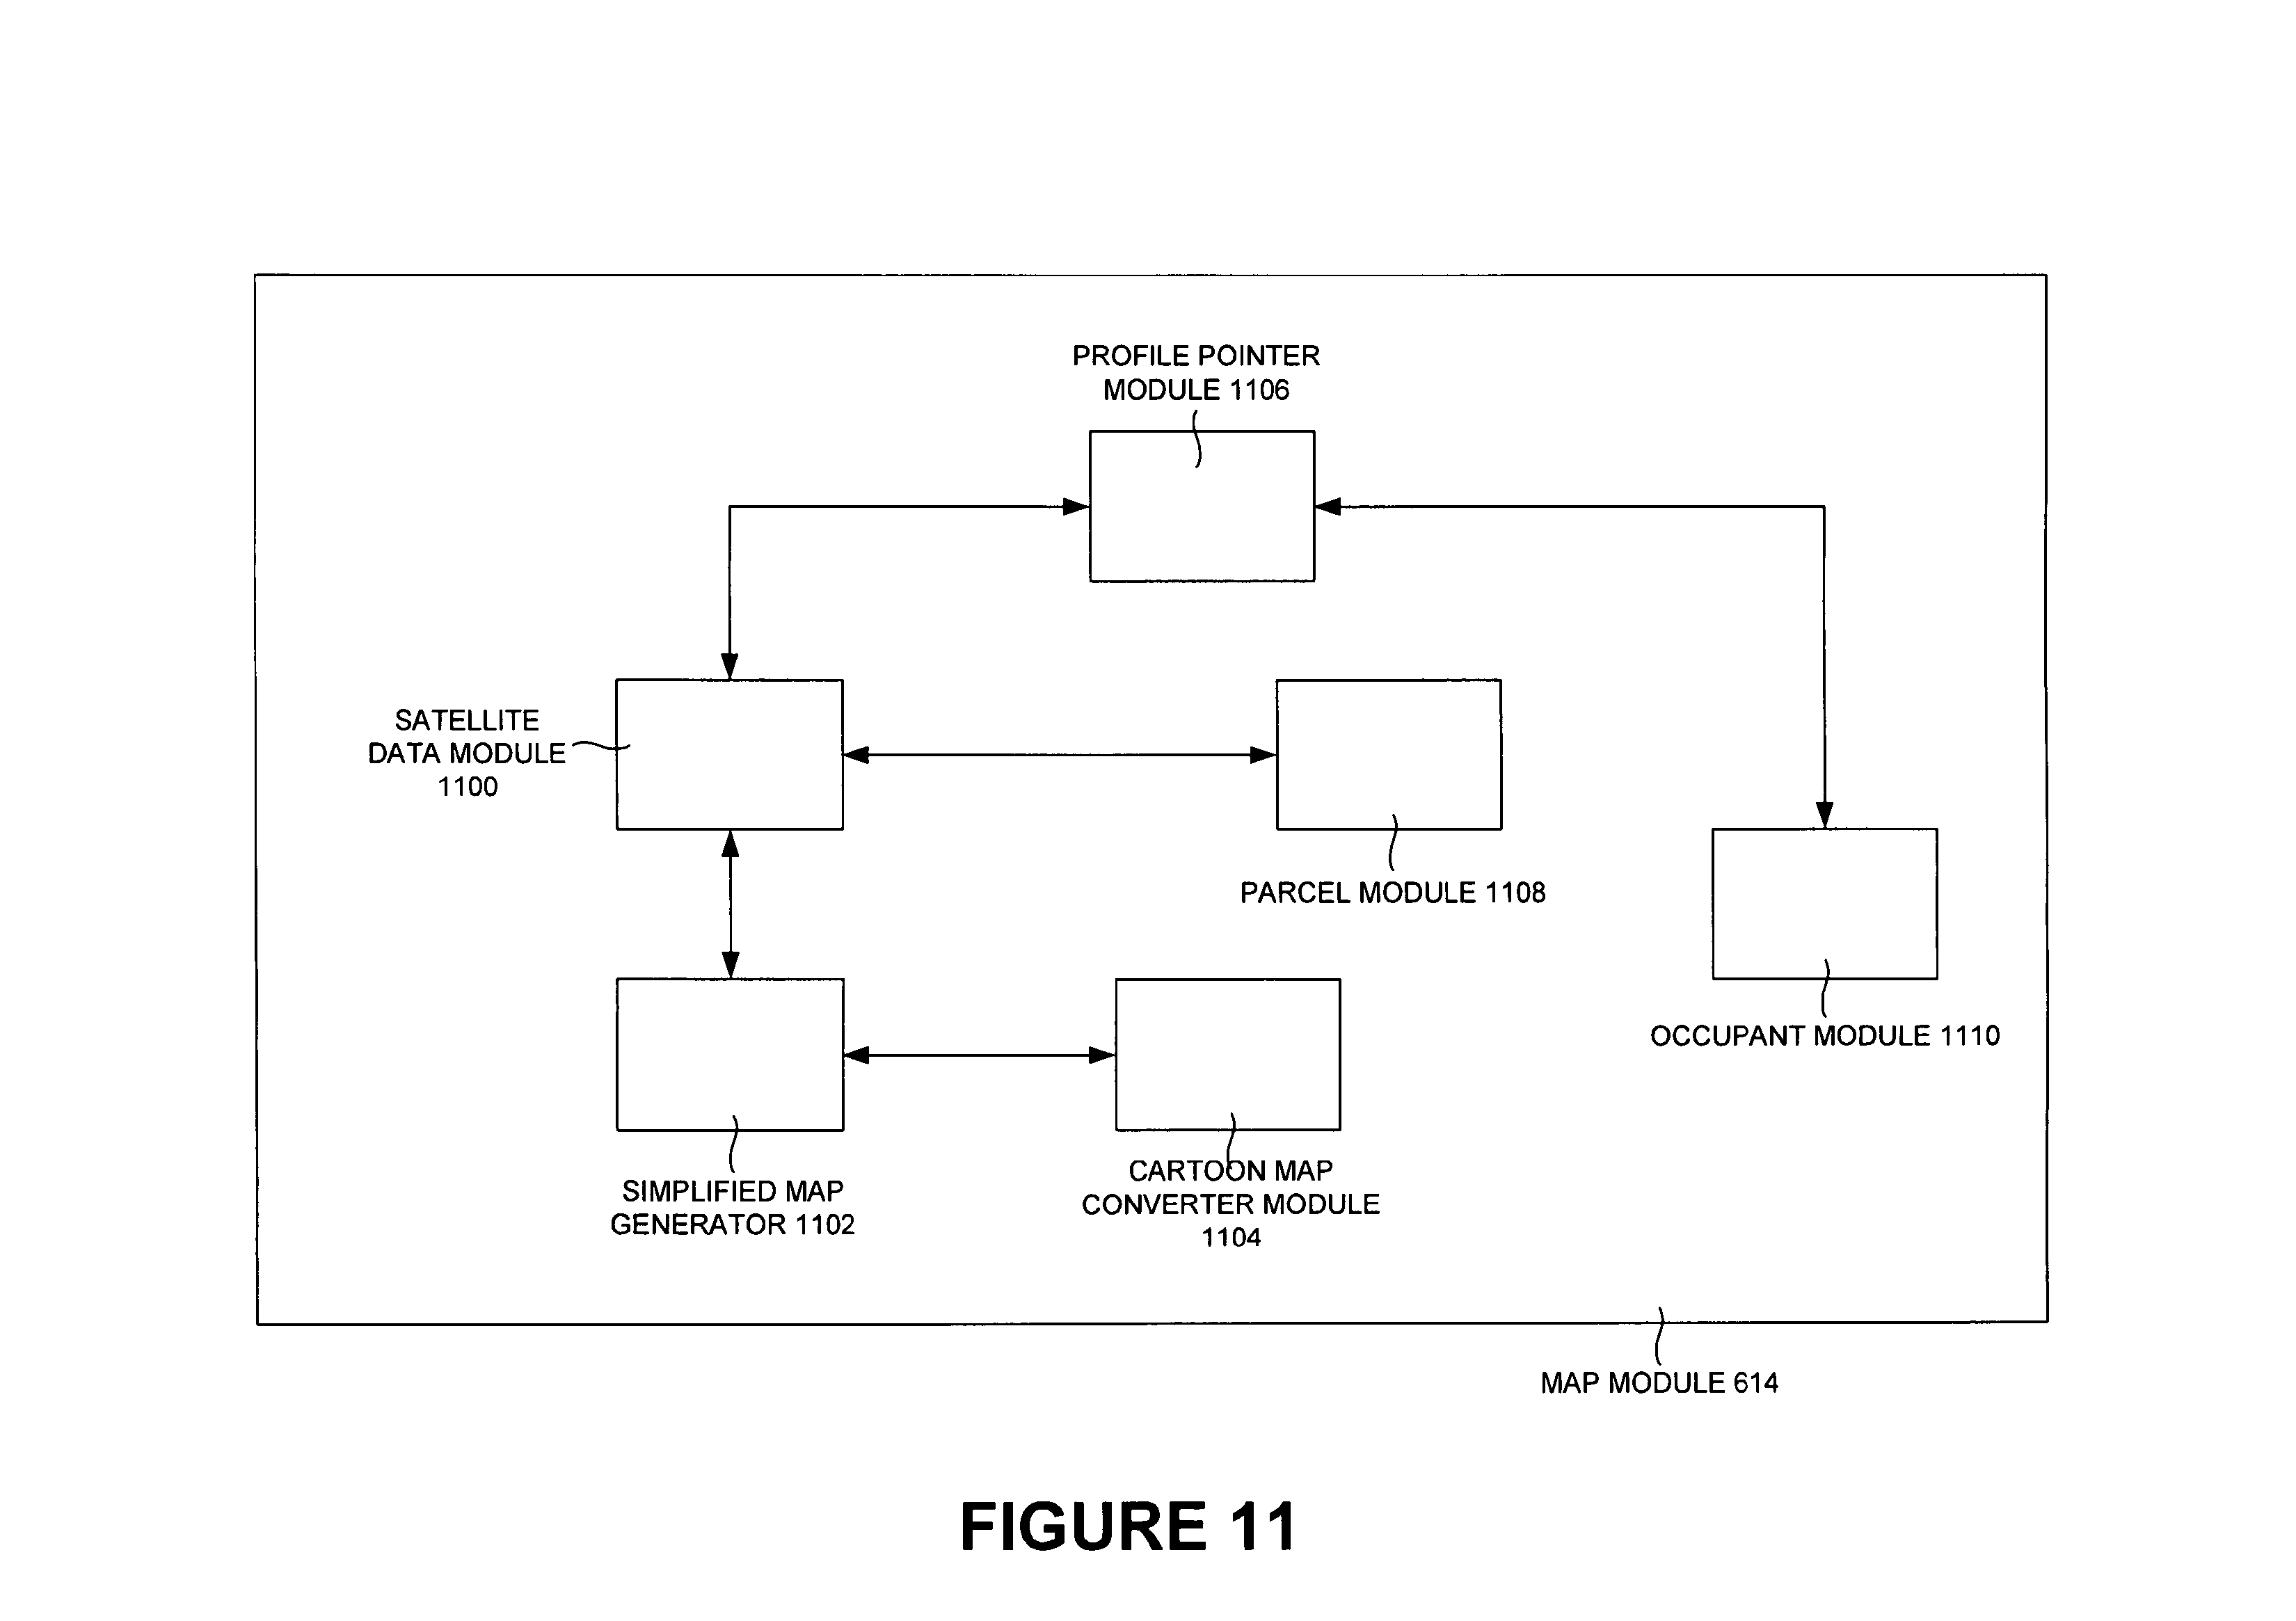 PROFILE POINTER
MODULE 1106
SATELLITE
DATA MODULE
1100
PARCEL MODULE 1108
OCCUPANT MODULE 1110
SIMPLIFIED MAP
GENERATOR 1102
CARTOON MAP
CONVERTER MODULE
1104
MAP MODULE 614
FIGURE 11